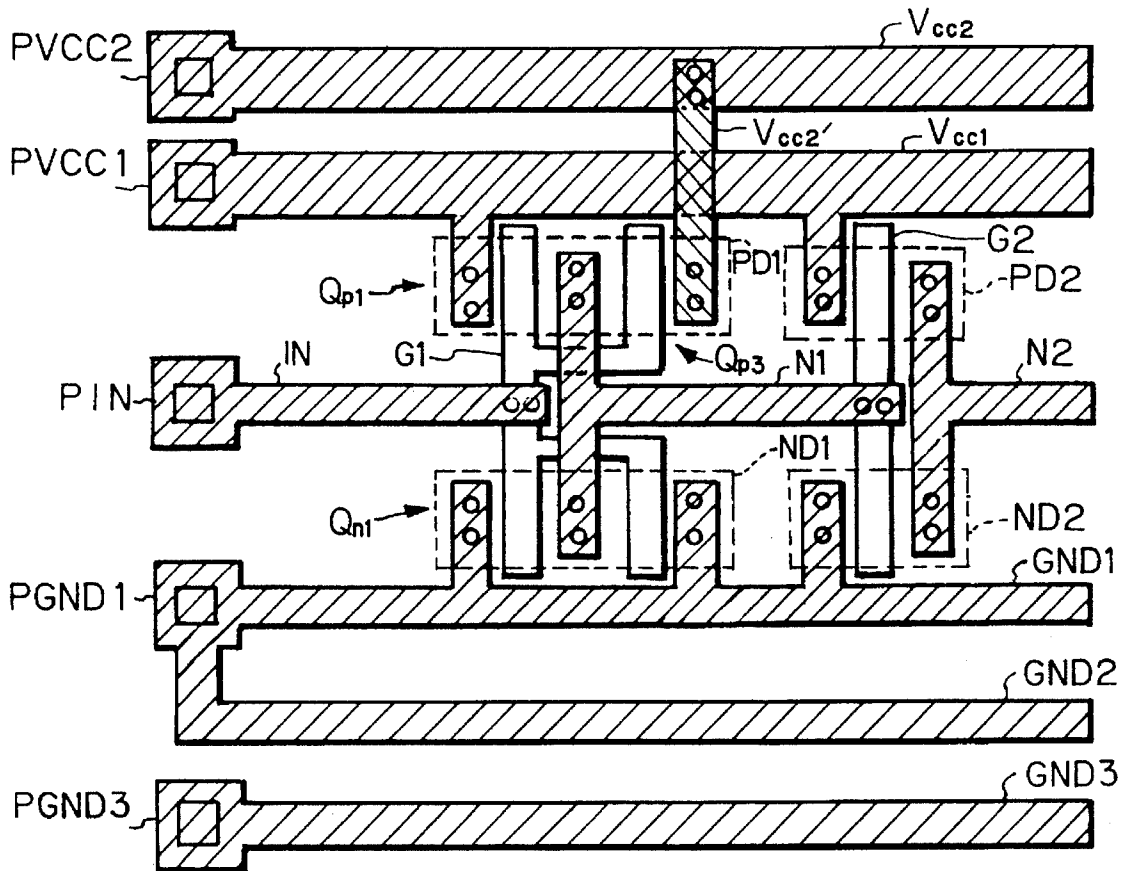 PVCC2
Vcc2
PVCC1
Vcc2'
Vcc1
G2
PD1
Qp1
PD2
G1
Qp3
IN
N1
N2
PIN
ND1
Qn1
ND2
PGND1
GND1
GND2
GND3
PGND3